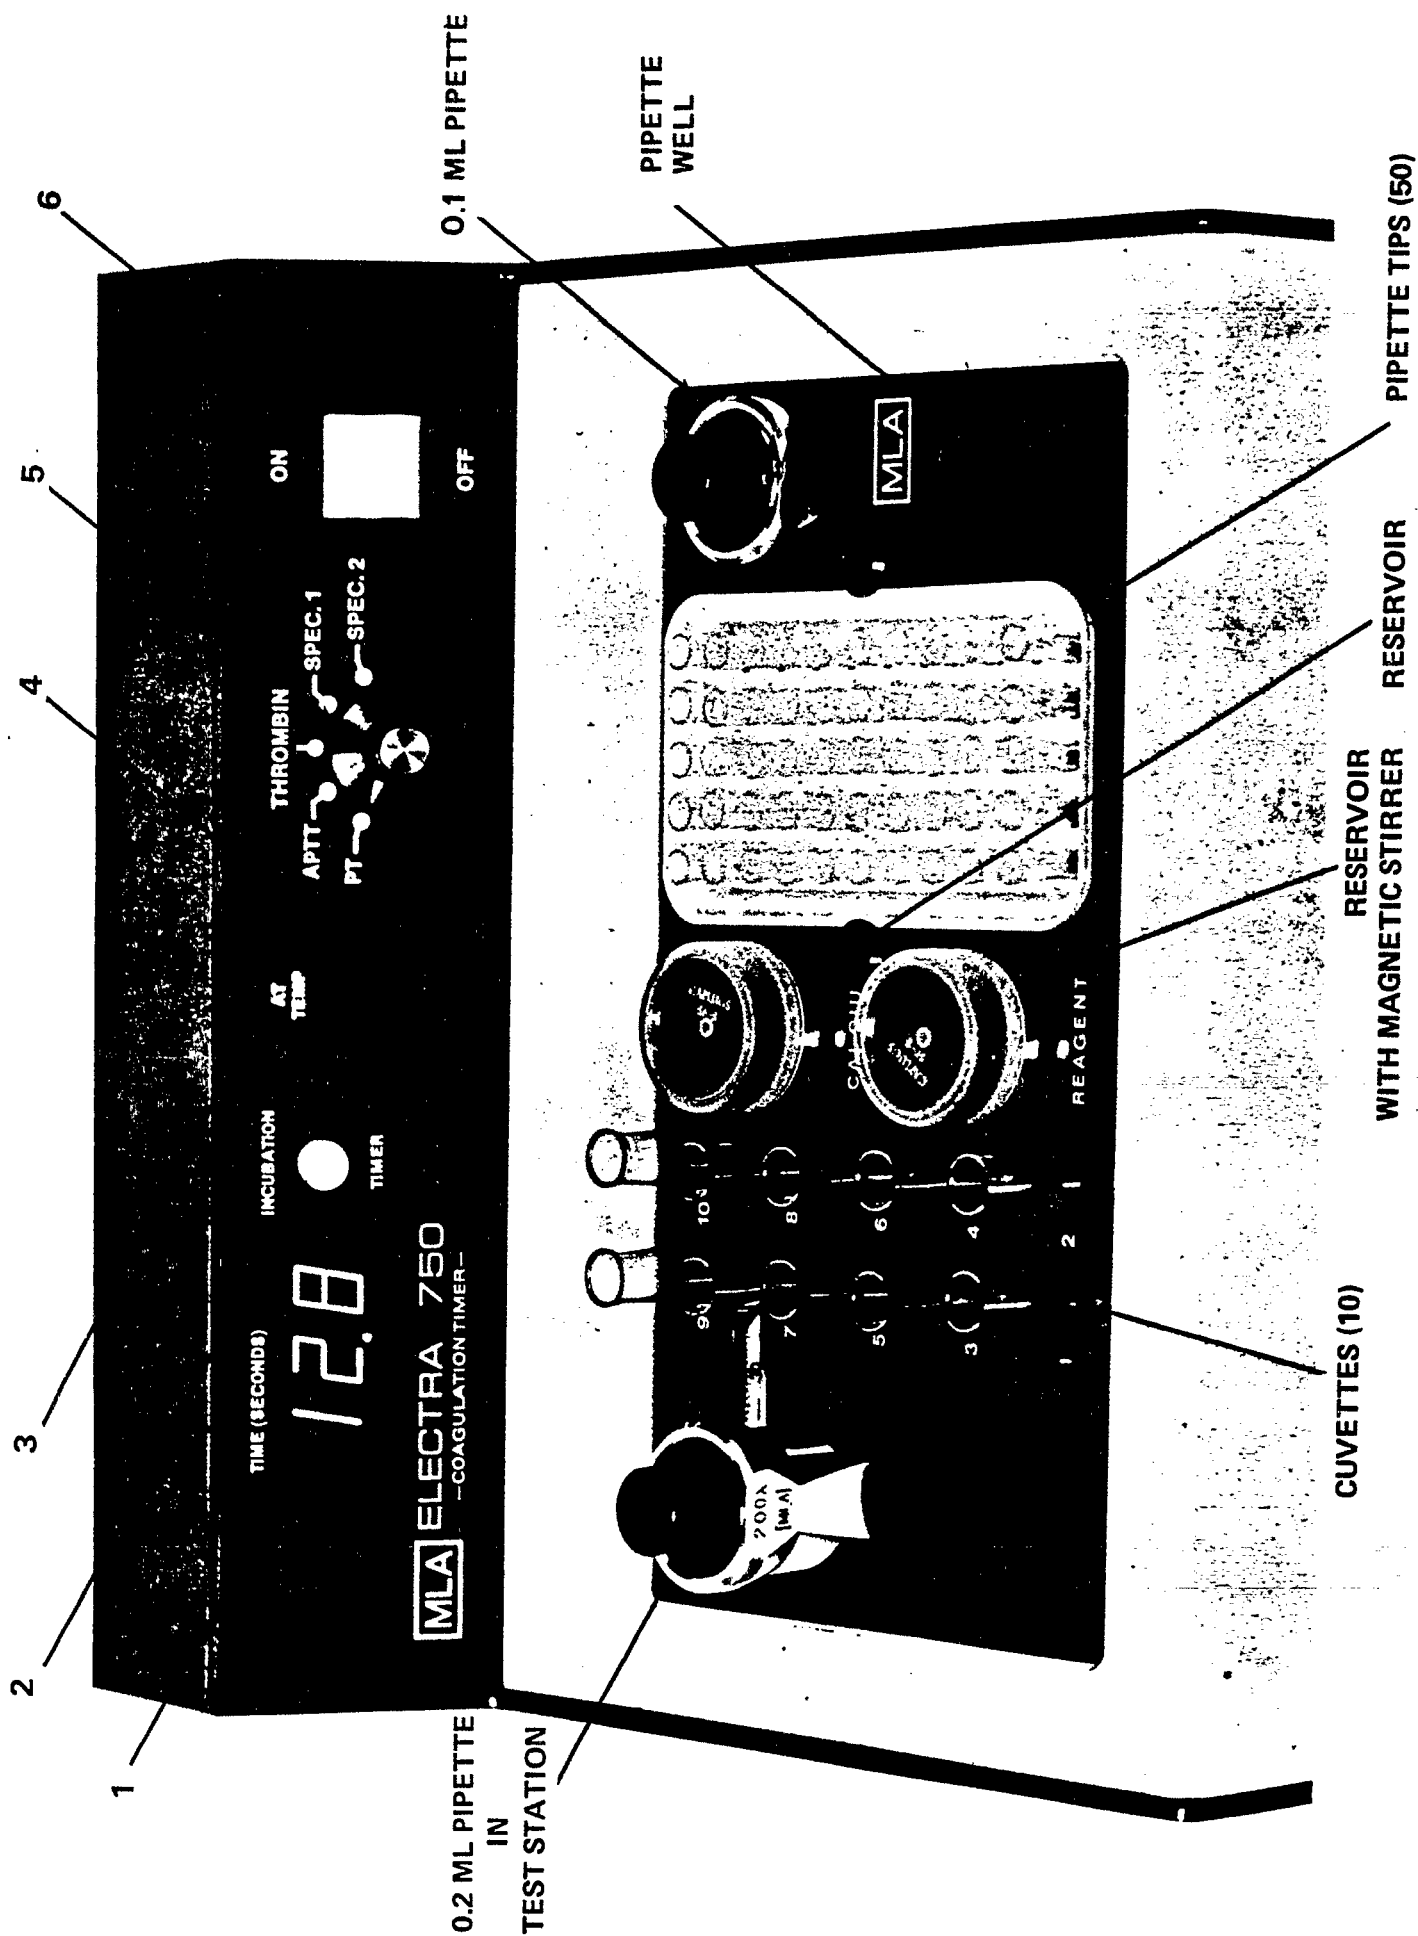 1
2
3
4
5
6
TIME (SECONDS)
12.8
INCUBATION
TIMER
AT
TEMP
THROMBIN
APTT
SPEC. 1
PT
SPEC. 2
ON
OFF
MLA
ELECTRA 750
-COAGULATION TIMER-
0.2 ML PIPETTE
IN
TEST STATION
0.1 ML PIPETTE
PIPETTE
WELL
200λ
MLA
9
10
7
8
5
6
3
4
1
2
REAGENT
MLA
CUVETTES (10)
RESERVOIR
WITH MAGNETIC STIRRER
RESERVOIR
PIPETTE TIPS (50)